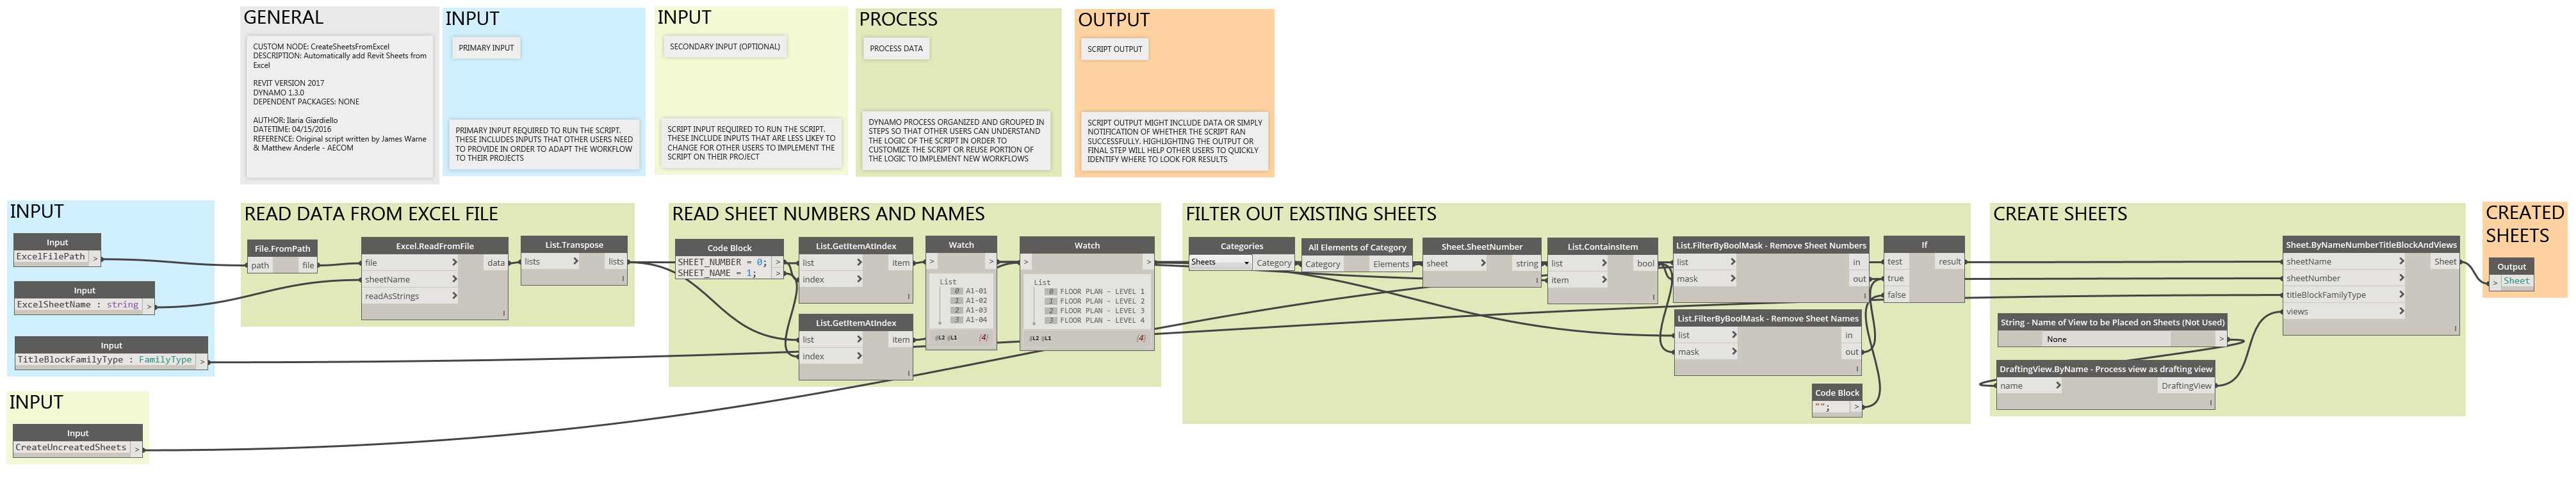 GENERAL
CUSTOM NODE: CreateSheetsFromExcel
DESCRIPTION: Automatically add Revit Sheets from
Excel
REVIT VERSION 2017
DYNAMO 1.3.0
DEPENDENT PACKAGES: NONE
AUTHOR: Ilaria Giardiello
DATETIME: 04/15/2016
REFERENCE: Original script written by James Warne
& Matthew Anderle - AECOM
INPUT
PRIMARY INPUT
PRIMARY INPUT REQUIRED TO RUN THE SCRIPT.
THESE INCLUDES INPUTS THAT OTHER USERS NEED
TO PROVIDE IN ORDER TO ADAPT THE WORKFLOW
TO THEIR PROJECTS
INPUT
SECONDARY INPUT (OPTIONAL)
SCRIPT INPUT REQUIRED TO RUN THE SCRIPT.
THESE INCLUDE INPUTS THAT ARE LESS LIKEY TO
CHANGE FOR OTHER USERS TO IMPLEMENT THE
SCRIPT ON THEIR PROJECT
PROCESS
PROCESS DATA
DYNAMO PROCESS ORGANIZED AND GROUPED IN
STEPS SO THAT OTHER USERS CAN UNDERSTAND
THE LOGIC OF THE SCRIPT IN ORDER TO
CUSTOMIZE THE SCRIPT OR REUSE PORTION OF
THE LOGIC TO IMPLEMENT NEW WORKFLOWS
OUTPUT
SCRIPT OUTPUT
SCRIPT OUTPUT MIGHT INCLUDE DATA OR SIMPLY
NOTIFICATION OF WHETHER THE SCRIPT RAN
SUCCESSFULLY. HIGHLIGHTING THE OUTPUT OR
FINAL STEP WILL HELP OTHER USERS TO QUICKLY
IDENTIFY WHERE TO LOOK FOR RESULTS
INPUT
Input
ExcelFilePath >
Input
ExcelSheetName : string >
Input
TitleBlockFamilyType : FamilyType >
INPUT
Input
CreateUncreatedSheets >
READ DATA FROM EXCEL FILE
File.FromPath
path file
Excel.ReadFromFile
file > data
sheetName >
readAsStrings >
List.Transpose
lists > lists
READ SHEET NUMBERS AND NAMES
Code Block
SHEET_NUMBER = 0; >
SHEET_NAME = 1; >
List.GetItemAtIndex
list > item
index >
List.GetItemAtIndex
list > item
index >
Watch
> >
List
0 A1-01
1 A1-02
2 A1-03
3 A1-04
@L2 @L1 {4}
Watch
> >
List
0 FLOOR PLAN - LEVEL 1
1 FLOOR PLAN - LEVEL 2
2 FLOOR PLAN - LEVEL 3
3 FLOOR PLAN - LEVEL 4
@L2 @L1 {4}
FILTER OUT EXISTING SHEETS
Categories
Sheets Category
All Elements of Category
Category Elements
Sheet.SheetNumber
sheet > string
List.ContainsItem
list > bool
item >
List.FilterByBoolMask - Remove Sheet Numbers
list > in
mask > out
List.FilterByBoolMask - Remove Sheet Names
list > in
mask > out
Code Block
""; >
If
test result
true
false
CREATE SHEETS
String - Name of View to be Placed on Sheets (Not Used)
None >
DraftingView.ByName - Process view as drafting view
name > DraftingView
Sheet.ByNameNumberTitleBlockAndViews
sheetName > Sheet
sheetNumber >
titleBlockFamilyType >
views >
CREATED
SHEETS
Output
> Sheet